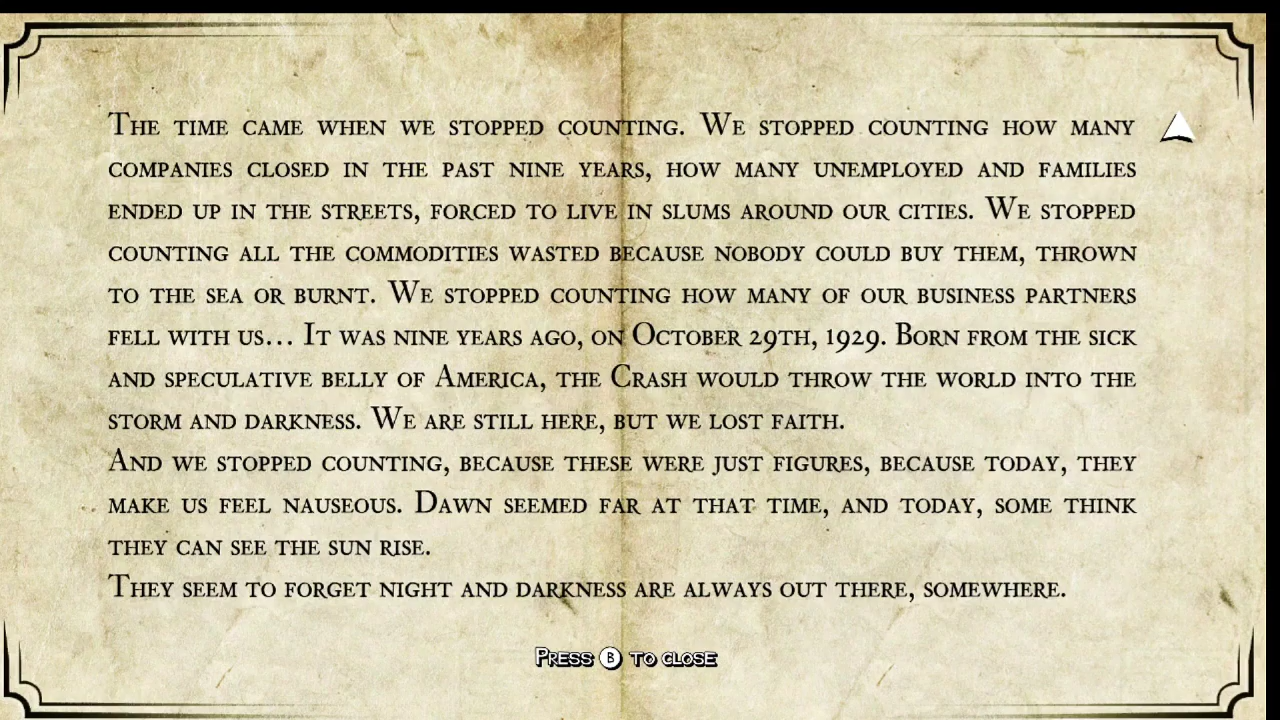 The time came when we stopped counting. We stopped counting how many
companies closed in the past nine years, how many unemployed and families
ended up in the streets, forced to live in slums around our cities. We stopped
counting all the commodities wasted because nobody could buy them, thrown
to the sea or burnt. We stopped counting how many of our business partners
fell with us... It was nine years ago, on October 29th, 1929. Born from the sick
and speculative belly of America, the Crash would throw the world into the
storm and darkness. We are still here, but we lost faith.
And we stopped counting, because these were just figures, because today, they
make us feel nauseous. Dawn seemed far at that time, and today, some think
they can see the sun rise.
They seem to forget night and darkness are always out there, somewhere.
Press B to close